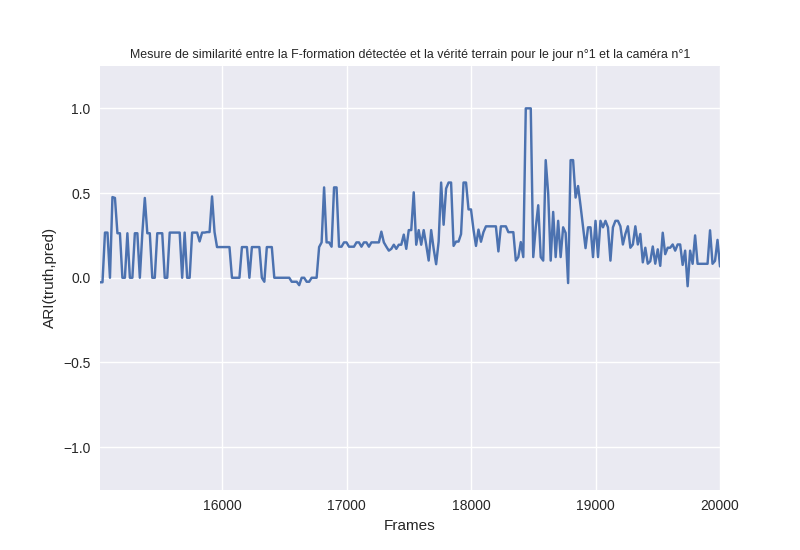 Mesure de similarité entre la F-formation détectée et la vérité terrain pour le jour n°1 et la caméra n°1
1.0
0.5
0.0
−0.5
−1.0
ARI(truth,pred)
16000 17000 18000 19000 20000
Frames